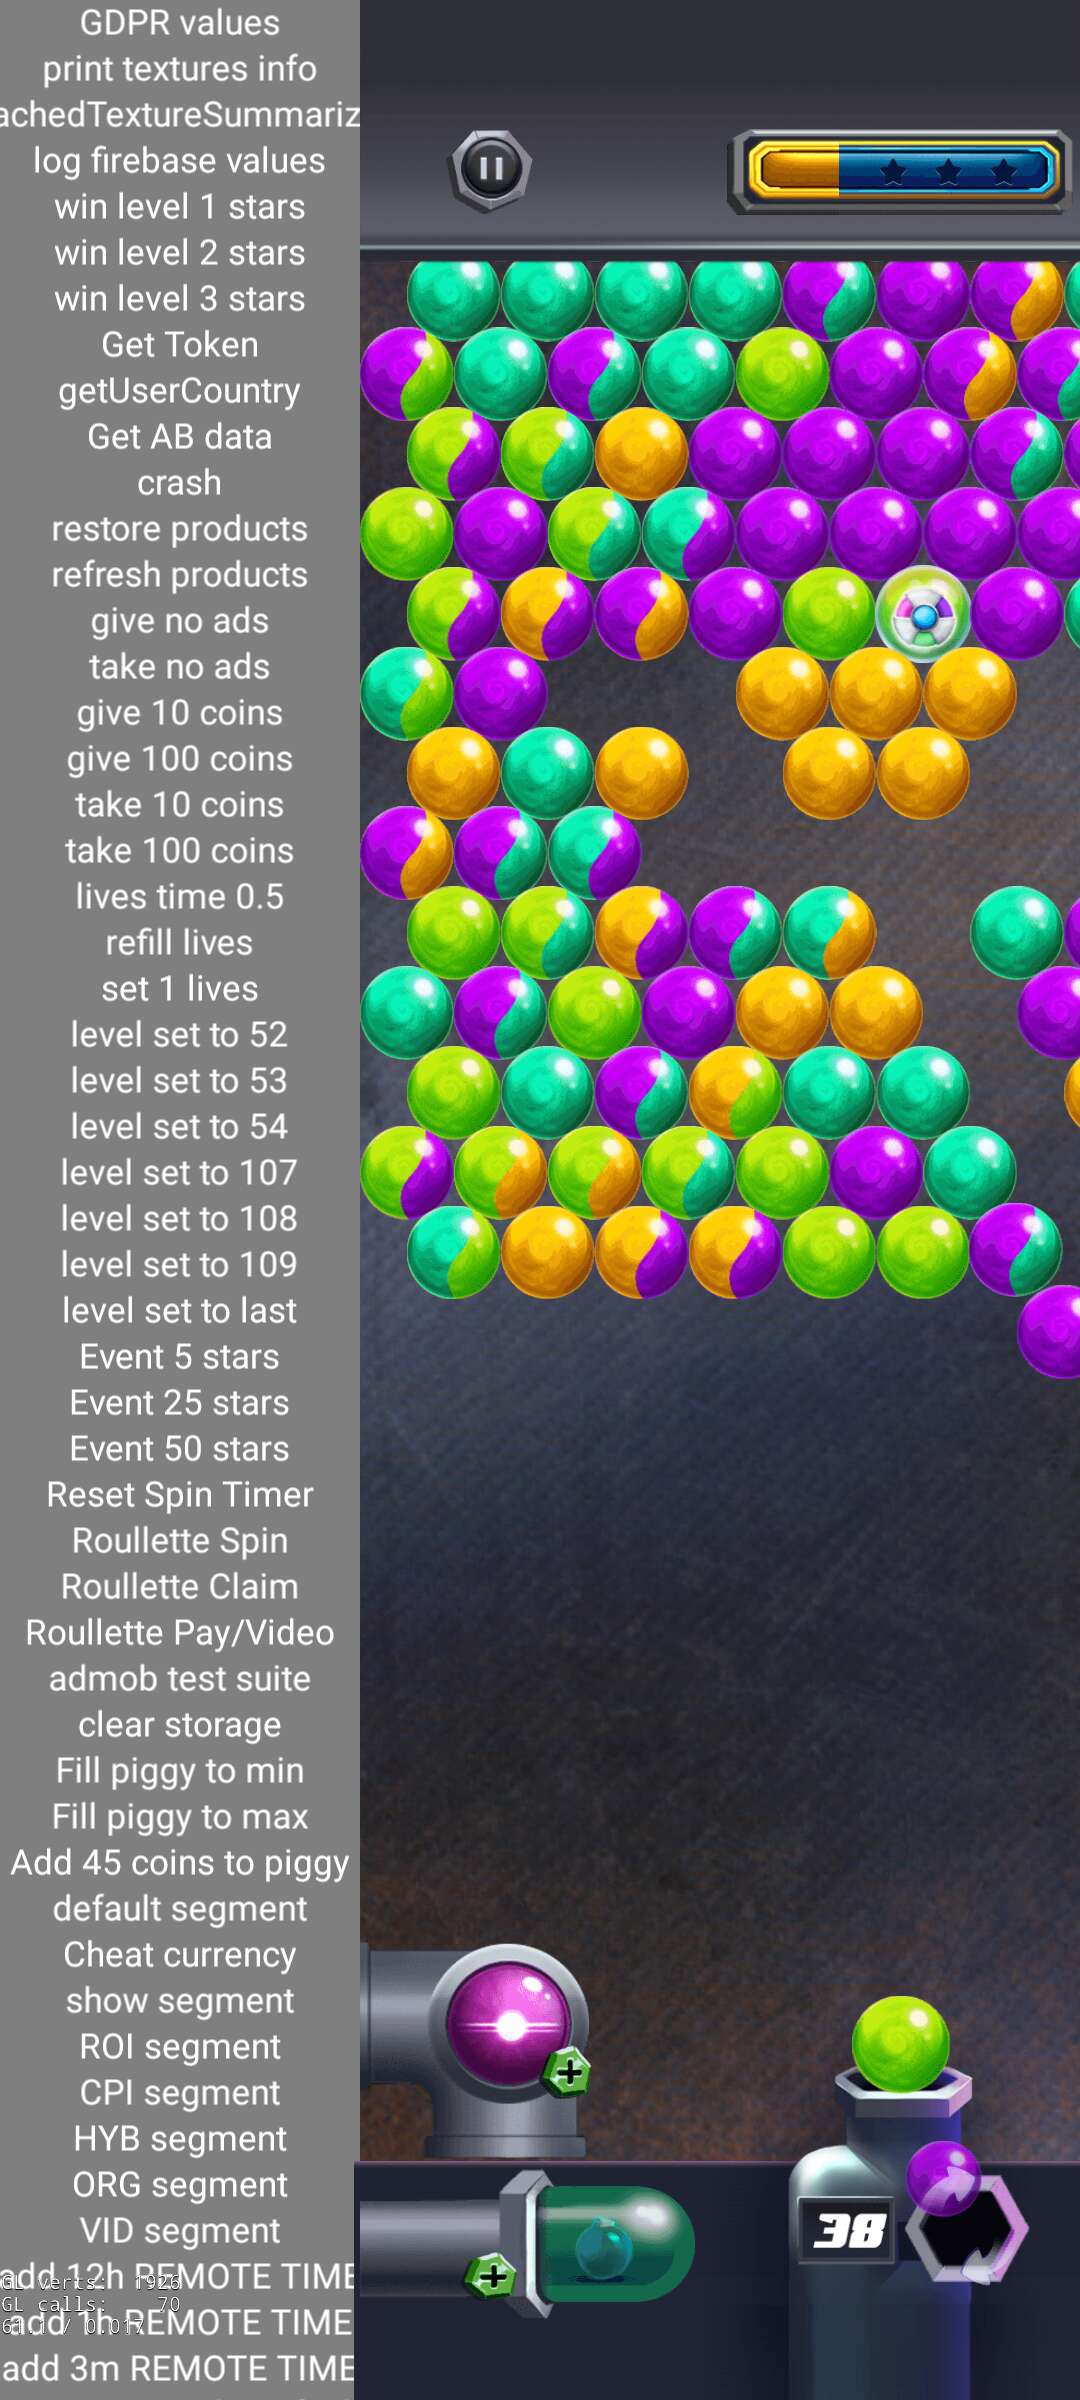 GDPR values
print textures info
achedTextureSummariz
log firebase values
win level 1 stars
win level 2 stars
win level 3 stars
Get Token
getUserCountry
Get AB data
crash
restore products
refresh products
give no ads
take no ads
give 10 coins
give 100 coins
take 10 coins
take 100 coins
lives time 0.5
refill lives
set 1 lives
level set to 52
level set to 53
level set to 54
level set to 107
level set to 108
level set to 109
level set to last
Event 5 stars
Event 25 stars
Event 50 stars
Reset Spin Timer
Roullette Spin
Roullette Claim
Roullette Pay/Video
admob test suite
clear storage
Fill piggy to min
Fill piggy to max
Add 45 coins to piggy
default segment
Cheat currency
show segment
ROI segment
CPI segment
HYB segment
ORG segment
VID segment
38
add 12h REMOTE TIME
GL verts: 1926
GL calls: 70
add 1h REMOTE TIME
add 3m REMOTE TIME